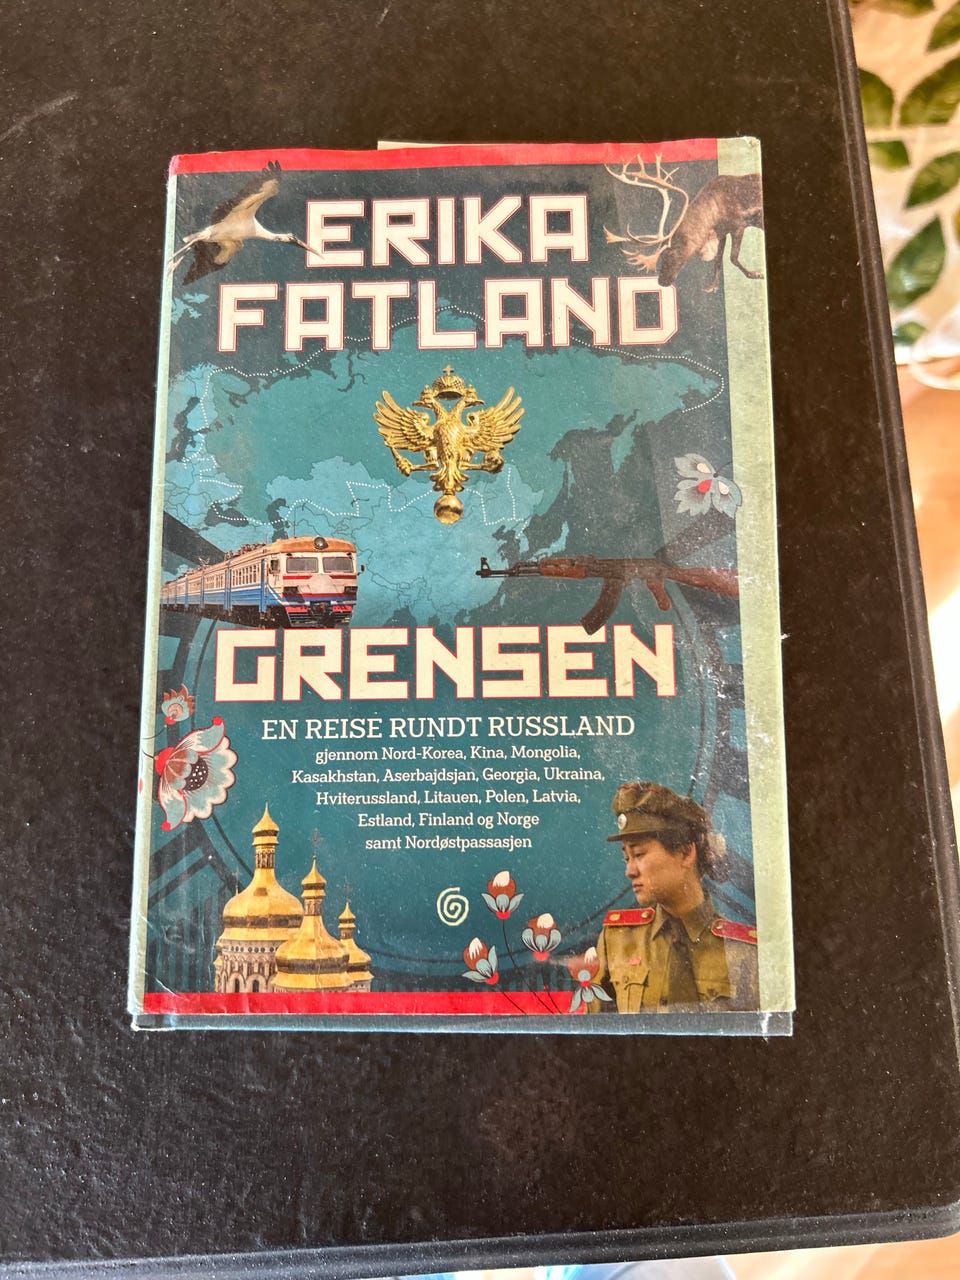 ERIKA
FATLAND
GRENSEN
EN REISE RUNDT RUSSLAND
gjennom Nord-Korea, Kina, Mongolia,
Kasakhstan, Aserbajdsjan, Georgia, Ukraina,
Hviterussland, Litauen, Polen, Latvia,
Estland, Finland og Norge
samt Nordøstpassasjen